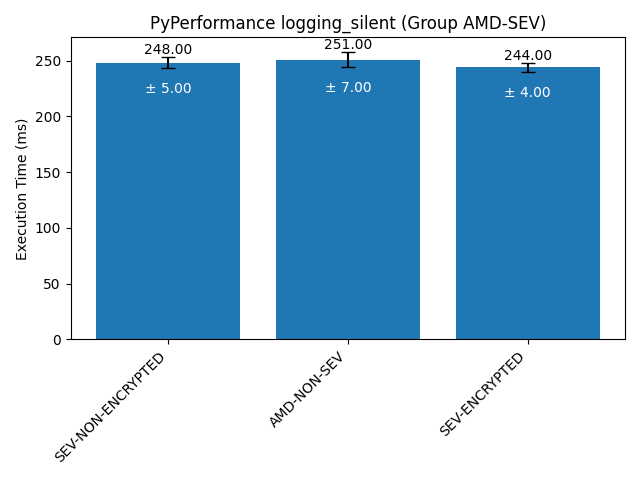 PyPerformance logging_silent (Group AMD-SEV)
248.00
251.00
244.00
± 5.00
± 7.00
± 4.00
Execution Time (ms)
250
200
150
100
50
0
SEV-NON-ENCRYPTED
AMD-NON-SEV
SEV-ENCRYPTED